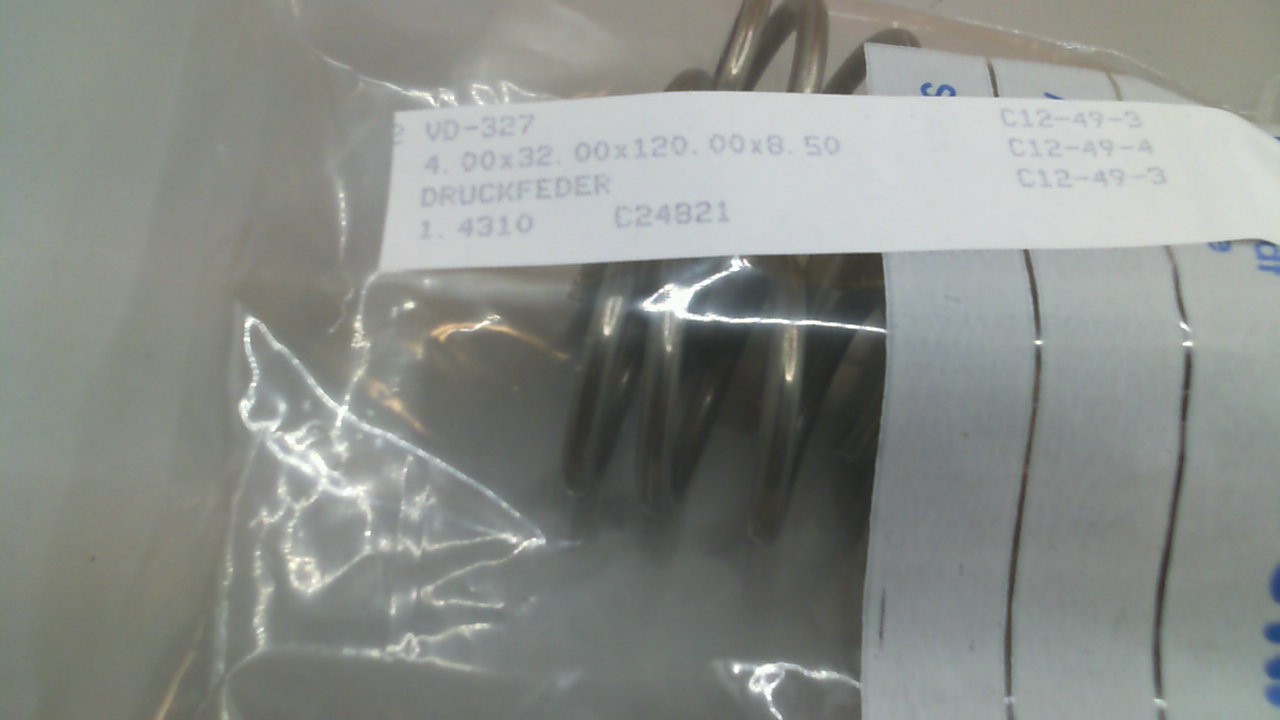 VD-327
4.00x32.00x120.00x8.50
DRUCKFEDER
1.4310 C24821
C12-49-3
C12-49-4
C12-49-3